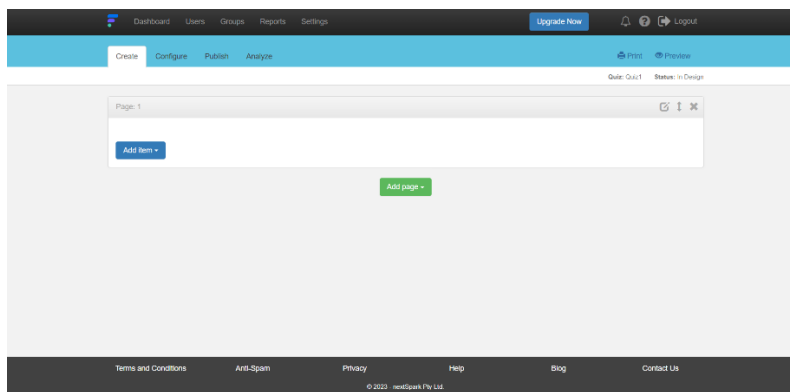 Dashboard Users Groups Reports Settings Upgrade Now Logout
Create Configure Publish Analyze Print Preview
Quiz: Quiz1 Status: In Design
Page: 1
Add item
Add page
Terms and Conditions Anti-Spam Privacy Help Blog Contact Us
© 2023 nextSpark Pty Ltd.